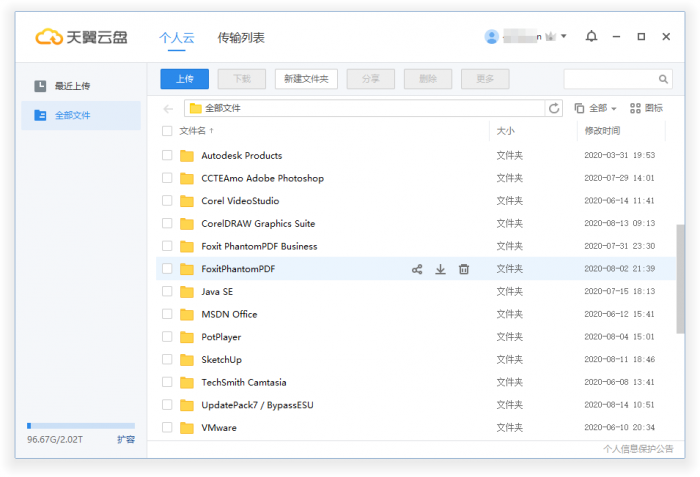 天翼云盘 个人云 传输列表 n
最近上传
全部文件
上传 下载 新建文件夹 分享 删除 更多
全部文件 全部 图标
文件名 ↑ 大小 修改时间
Autodesk Products 文件夹 2020-03-31 19:53
CCTEAmo Adobe Photoshop 文件夹 2020-07-29 14:01
Corel VideoStudio 文件夹 2020-06-14 11:41
CorelDRAW Graphics Suite 文件夹 2020-08-13 09:13
Foxit PhantomPDF Business 文件夹 2020-07-31 23:30
FoxitPhantomPDF 文件夹 2020-08-02 21:39
Java SE 文件夹 2020-07-15 18:13
MSDN Office 文件夹 2020-06-12 15:41
PotPlayer 文件夹 2020-08-04 15:01
SketchUp 文件夹 2020-08-11 18:46
TechSmith Camtasia 文件夹 2020-06-08 13:41
UpdatePack7 / BypassESU 文件夹 2020-08-14 10:51
VMware 文件夹 2020-06-10 20:34
96.67G/2.02T 扩容
个人信息保护公告